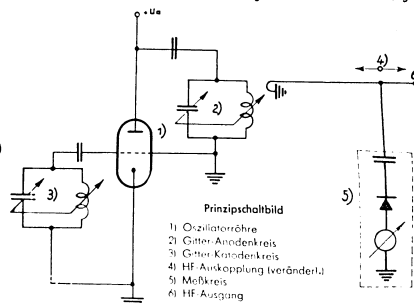 +Ua
4)
6
2)
1)
3)
5)
Prinzipschaltbild
1) Oszillatorröhre
2) Gitter-Anodenkreis
3) Gitter-Katodenkreis
4) HF-Auskopplung (veränderl.)
5) Meßkreis
6) HF-Ausgang